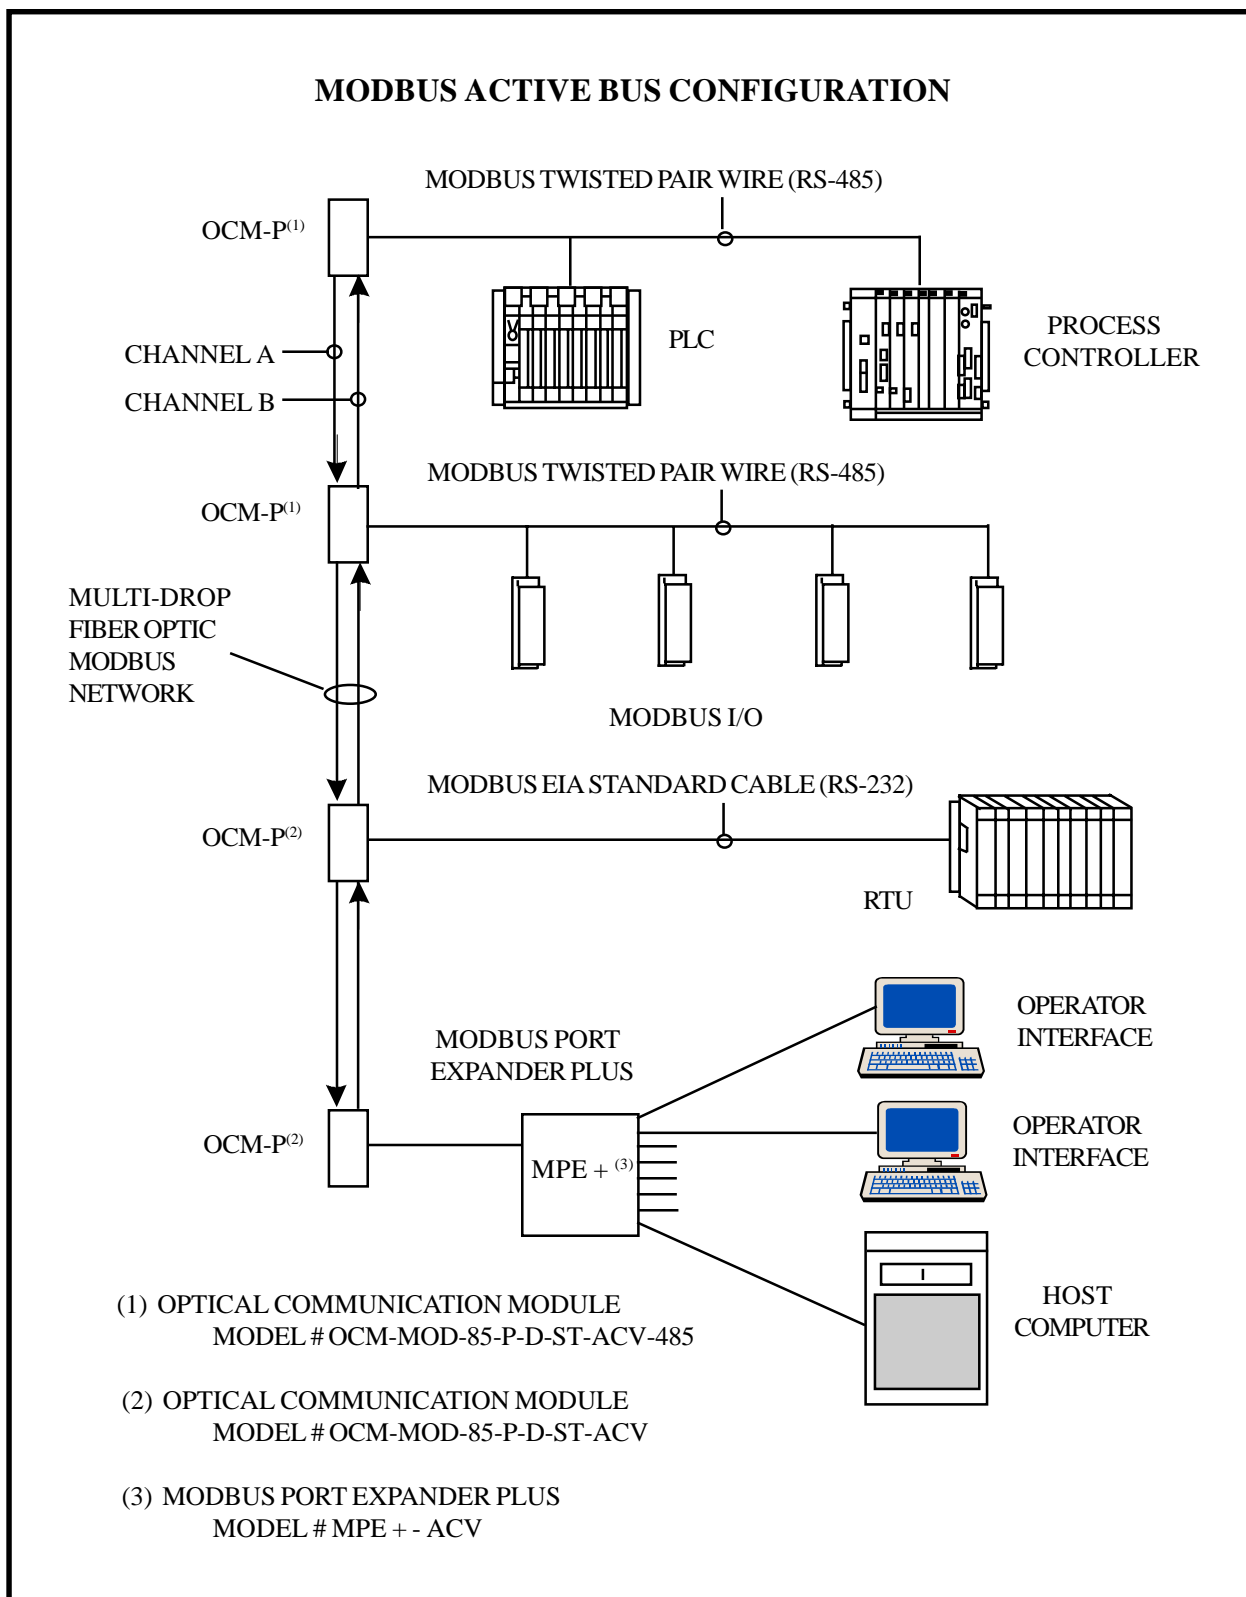 MODBUS ACTIVE BUS CONFIGURATION
MODBUS TWISTED PAIR WIRE (RS-485)
OCM-P(1)
PLC
PROCESS
CONTROLLER
CHANNEL A
CHANNEL B
MODBUS TWISTED PAIR WIRE (RS-485)
OCM-P(1)
MULTI-DROP
FIBER OPTIC
MODBUS
NETWORK
MODBUS I/O
MODBUS EIA STANDARD CABLE (RS-232)
OCM-P(2)
RTU
MODBUS PORT
EXPANDER PLUS
OPERATOR
INTERFACE
OCM-P(2)
MPE + (3)
OPERATOR
INTERFACE
HOST
COMPUTER
(1) OPTICAL COMMUNICATION MODULE
MODEL # OCM-MOD-85-P-D-ST-ACV-485
(2) OPTICAL COMMUNICATION MODULE
MODEL # OCM-MOD-85-P-D-ST-ACV
(3) MODBUS PORT EXPANDER PLUS
MODEL # MPE + - ACV